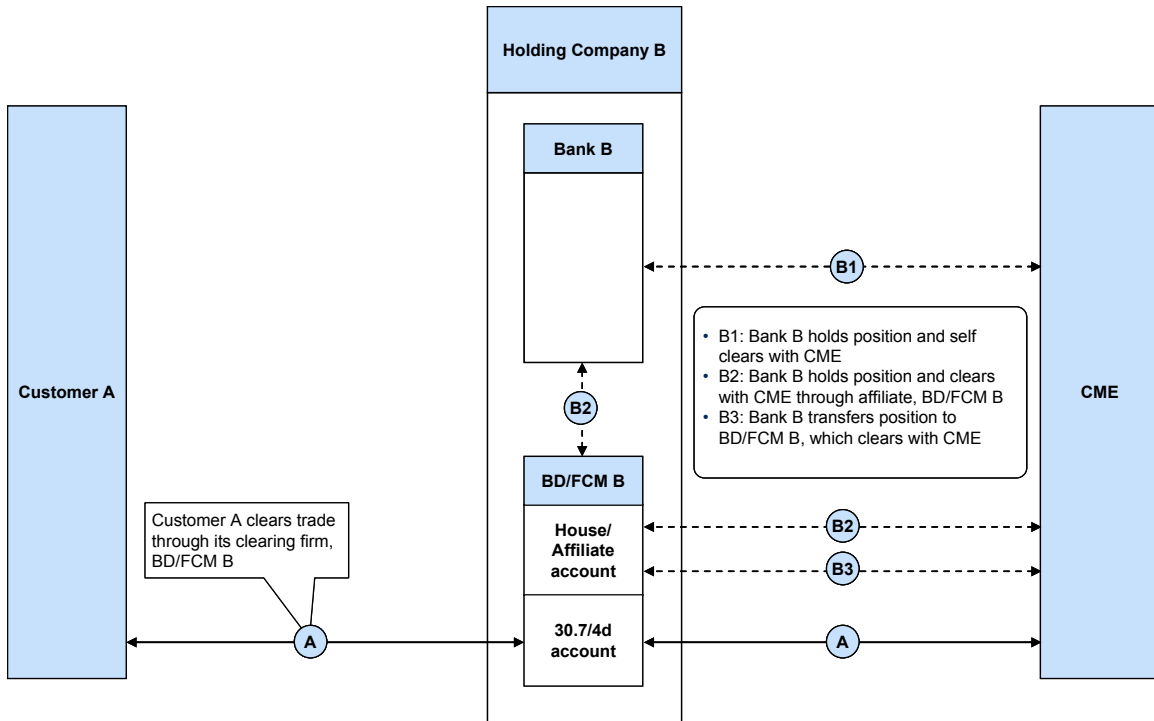 Holding Company B
Customer A
Bank B
CME
B1
• B1: Bank B holds position and self
clears with CME
• B2: Bank B holds position and clears
with CME through affiliate, BD/FCM B
• B3: Bank B transfers position to
BD/FCM B, which clears with CME
B2
BD/FCM B
House/
Affiliate
account
B2
B3
Customer A clears trade
through its clearing firm,
BD/FCM B
A
30.7/4d
account
A